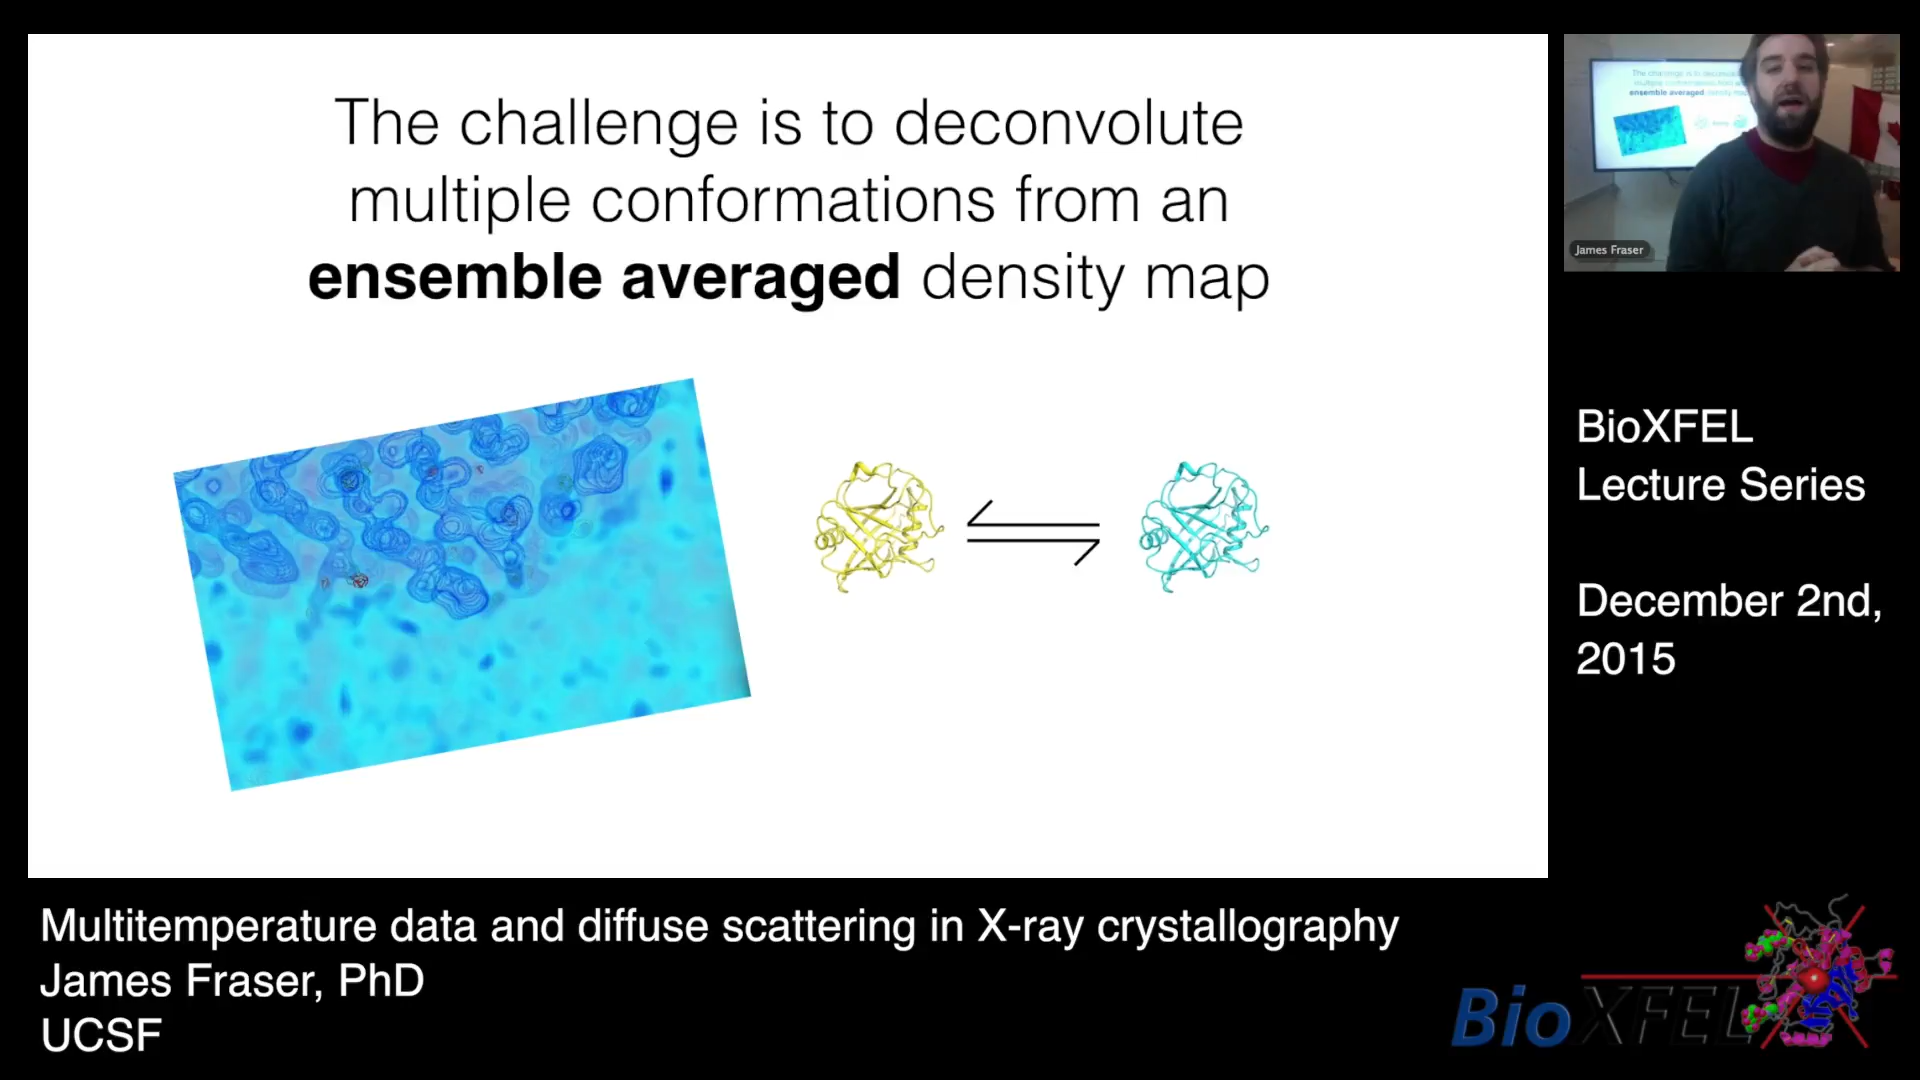 The challenge is to deconvolute
multiple conformations from an
ensemble averaged density map
James Fraser
BioXFEL
Lecture Series
December 2nd,
2015
Multitemperature data and diffuse scattering in X-ray crystallography
James Fraser, PhD
UCSF
BioXFEL